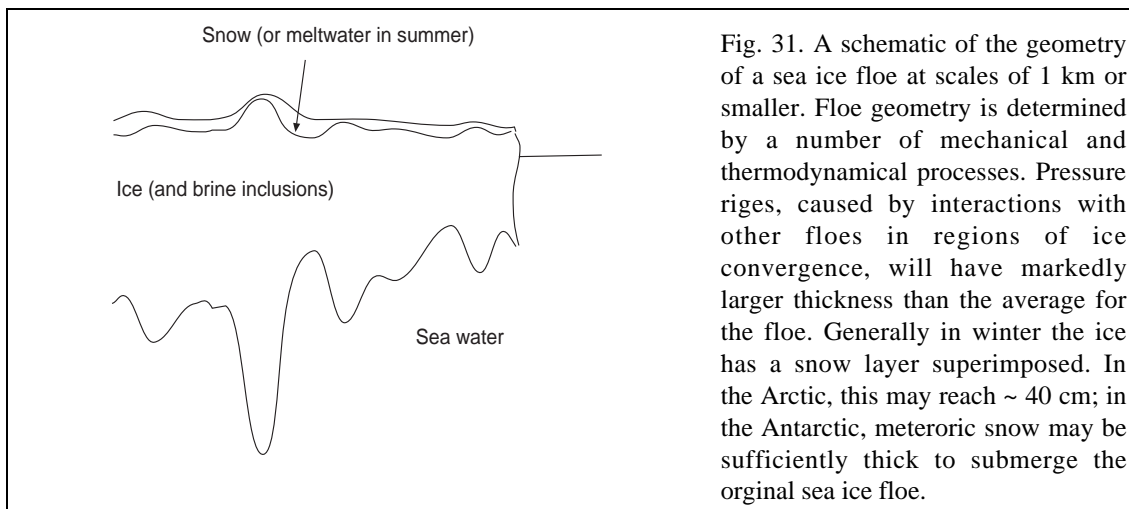 Snow (or meltwater in summer)
Ice (and brine inclusions)
Sea water
Fig. 31. A schematic of the geometry
of a sea ice floe at scales of 1 km or
smaller. Floe geometry is determined
by a number of mechanical and
thermodynamical processes. Pressure
riges, caused by interactions with
other floes in regions of ice
convergence, will have markedly
larger thickness than the average for
the floe. Generally in winter the ice
has a snow layer superimposed. In
the Arctic, this may reach ~ 40 cm; in
the Antarctic, meteroric snow may be
sufficiently thick to submerge the
orginal sea ice floe.